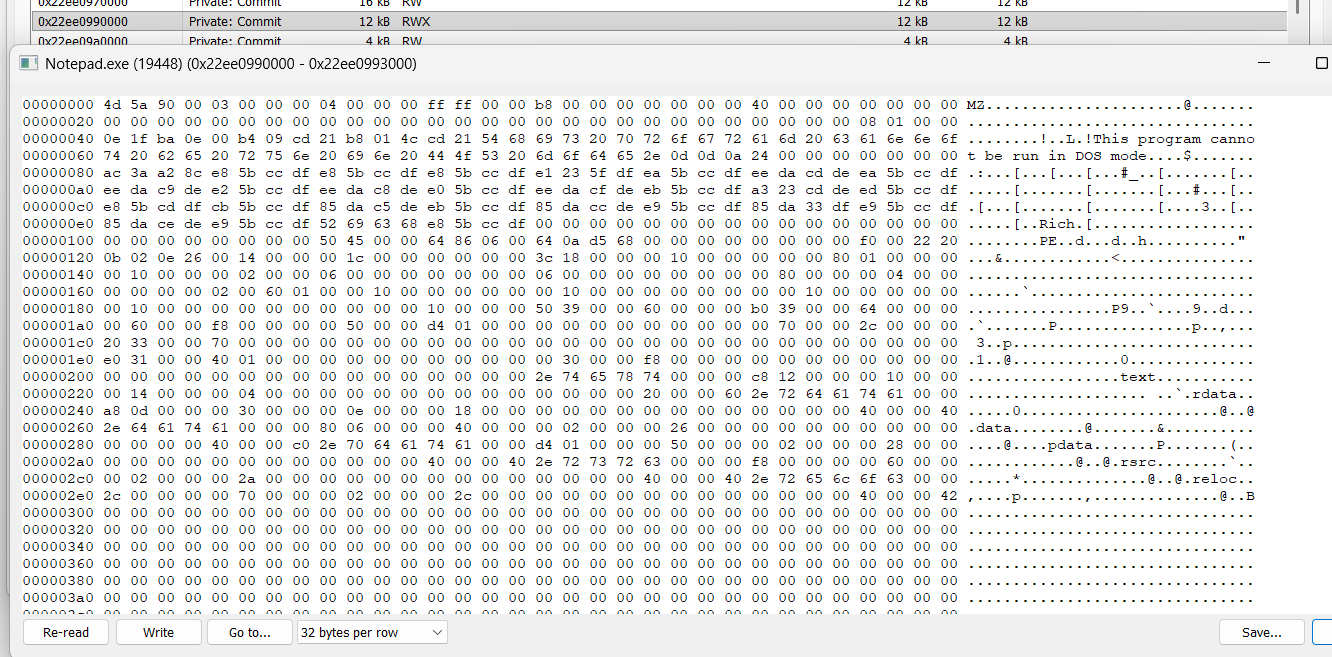 0x22ee0970000 Private: Commit 16 kB RW 12 kB 12 kB
0x22ee0990000 Private: Commit 12 kB RWX 12 kB 12 kB
0x22ee09a0000 Private: Commit 4 kB RW 4 kB 4 kB
Notepad.exe (19448) (0x22ee0990000 - 0x22ee0993000)
00000000 4d 5a 90 00 03 00 00 00 04 00 00 00 ff ff 00 00 b8 00 00 00 00 00 00 00 40 00 00 00 00 00 00 00 MZ......................@.......
00000020 00 00 00 00 00 00 00 00 00 00 00 00 00 00 00 00 00 00 00 00 00 00 00 00 00 00 00 00 08 01 00 00 ................................
00000040 0e 1f ba 0e 00 b4 09 cd 21 b8 01 4c cd 21 54 68 69 73 20 70 72 6f 67 72 61 6d 20 63 61 6e 6e 6f ........!..L.!This program canno
00000060 74 20 62 65 20 72 75 6e 20 69 6e 20 44 4f 53 20 6d 6f 64 65 2e 0d 0d 0a 24 00 00 00 00 00 00 00 t be run in DOS mode....$.......
00000080 ac 3a a2 8c e8 5b cc df e8 5b cc df e8 5b cc df e1 23 5f df ea 5b cc df ee da cd de ea 5b cc df .:...[...[...[...#_..[.......[..
000000a0 ee da c9 de e2 5b cc df ee da c8 de e0 5b cc df ee da cf de eb 5b cc df a3 23 cd de ed 5b cc df .....[.......[.......[...#...[..
000000c0 e8 5b cd df cb 5b cc df 85 da c5 de eb 5b cc df 85 da cc de e9 5b cc df 85 da 33 df e9 5b cc df .[...[.......[.......[....3..[..
000000e0 85 da ce de e9 5b cc df 52 69 63 68 e8 5b cc df 00 00 00 00 00 00 00 00 00 00 00 00 00 00 00 00 .....[..Rich.[..................
00000100 00 00 00 00 00 00 00 00 50 45 00 00 64 86 06 00 64 0a d5 68 00 00 00 00 00 00 00 00 f0 00 22 20 ........PE..d...d..h.........."
00000120 0b 02 0e 26 00 14 00 00 00 1c 00 00 00 00 00 00 3c 18 00 00 00 10 00 00 00 00 00 80 01 00 00 00 ...&............<...............
00000140 00 10 00 00 00 02 00 00 06 00 00 00 00 00 00 00 06 00 00 00 00 00 00 00 00 80 00 00 00 04 00 00 ................................
00000160 00 00 00 00 02 00 60 01 00 00 10 00 00 00 00 00 00 10 00 00 00 00 00 00 00 00 10 00 00 00 00 00 ......`.........................
00000180 00 10 00 00 00 00 00 00 00 00 00 00 10 00 00 00 50 39 00 00 60 00 00 00 b0 39 00 00 64 00 00 00 ................P9..`....9..d...
000001a0 00 60 00 00 f8 00 00 00 00 50 00 00 d4 01 00 00 00 00 00 00 00 00 00 00 00 70 00 00 2c 00 00 00 .`.......P...............p..,...
000001c0 20 33 00 00 70 00 00 00 00 00 00 00 00 00 00 00 00 00 00 00 00 00 00 00 00 00 00 00 00 00 00 00  3..p...........................
000001e0 e0 31 00 00 40 01 00 00 00 00 00 00 00 00 00 00 00 30 00 00 f8 00 00 00 00 00 00 00 00 00 00 00 .1..@............0..............
00000200 00 00 00 00 00 00 00 00 00 00 00 00 00 00 00 00 2e 74 65 78 74 00 00 00 c8 12 00 00 00 10 00 00 .................text...........
00000220 00 14 00 00 00 04 00 00 00 00 00 00 00 00 00 00 00 00 00 00 20 00 00 60 2e 72 64 61 74 61 00 00 .................... ..`.rdata..
00000240 a8 0d 00 00 00 30 00 00 00 0e 00 00 00 18 00 00 00 00 00 00 00 00 00 00 00 00 00 00 40 00 00 40 .....0......................@..@
00000260 2e 64 61 74 61 00 00 00 80 06 00 00 00 40 00 00 00 02 00 00 00 26 00 00 00 00 00 00 00 00 00 00 .data........@.......&..........
00000280 00 00 00 00 40 00 00 c0 2e 70 64 61 74 61 00 00 d4 01 00 00 00 50 00 00 00 02 00 00 00 28 00 00 ....@....pdata.......P.......(..
000002a0 00 00 00 00 00 00 00 00 00 00 00 00 40 00 00 40 2e 72 73 72 63 00 00 00 f8 00 00 00 00 60 00 00 ............@..@.rsrc........`..
000002c0 00 02 00 00 00 2a 00 00 00 00 00 00 00 00 00 00 00 00 00 00 40 00 00 40 2e 72 65 6c 6f 63 00 00 .....*..............@..@.reloc..
000002e0 2c 00 00 00 00 70 00 00 00 02 00 00 00 2c 00 00 00 00 00 00 00 00 00 00 00 00 00 00 40 00 00 42 ,....p.......,..............@..B
00000300 00 00 00 00 00 00 00 00 00 00 00 00 00 00 00 00 00 00 00 00 00 00 00 00 00 00 00 00 00 00 00 00 ................................
00000320 00 00 00 00 00 00 00 00 00 00 00 00 00 00 00 00 00 00 00 00 00 00 00 00 00 00 00 00 00 00 00 00 ................................
00000340 00 00 00 00 00 00 00 00 00 00 00 00 00 00 00 00 00 00 00 00 00 00 00 00 00 00 00 00 00 00 00 00 ................................
00000360 00 00 00 00 00 00 00 00 00 00 00 00 00 00 00 00 00 00 00 00 00 00 00 00 00 00 00 00 00 00 00 00 ................................
00000380 00 00 00 00 00 00 00 00 00 00 00 00 00 00 00 00 00 00 00 00 00 00 00 00 00 00 00 00 00 00 00 00 ................................
000003a0 00 00 00 00 00 00 00 00 00 00 00 00 00 00 00 00 00 00 00 00 00 00 00 00 00 00 00 00 00 00 00 00 ................................
Re-read Write Go to... 32 bytes per row Save...